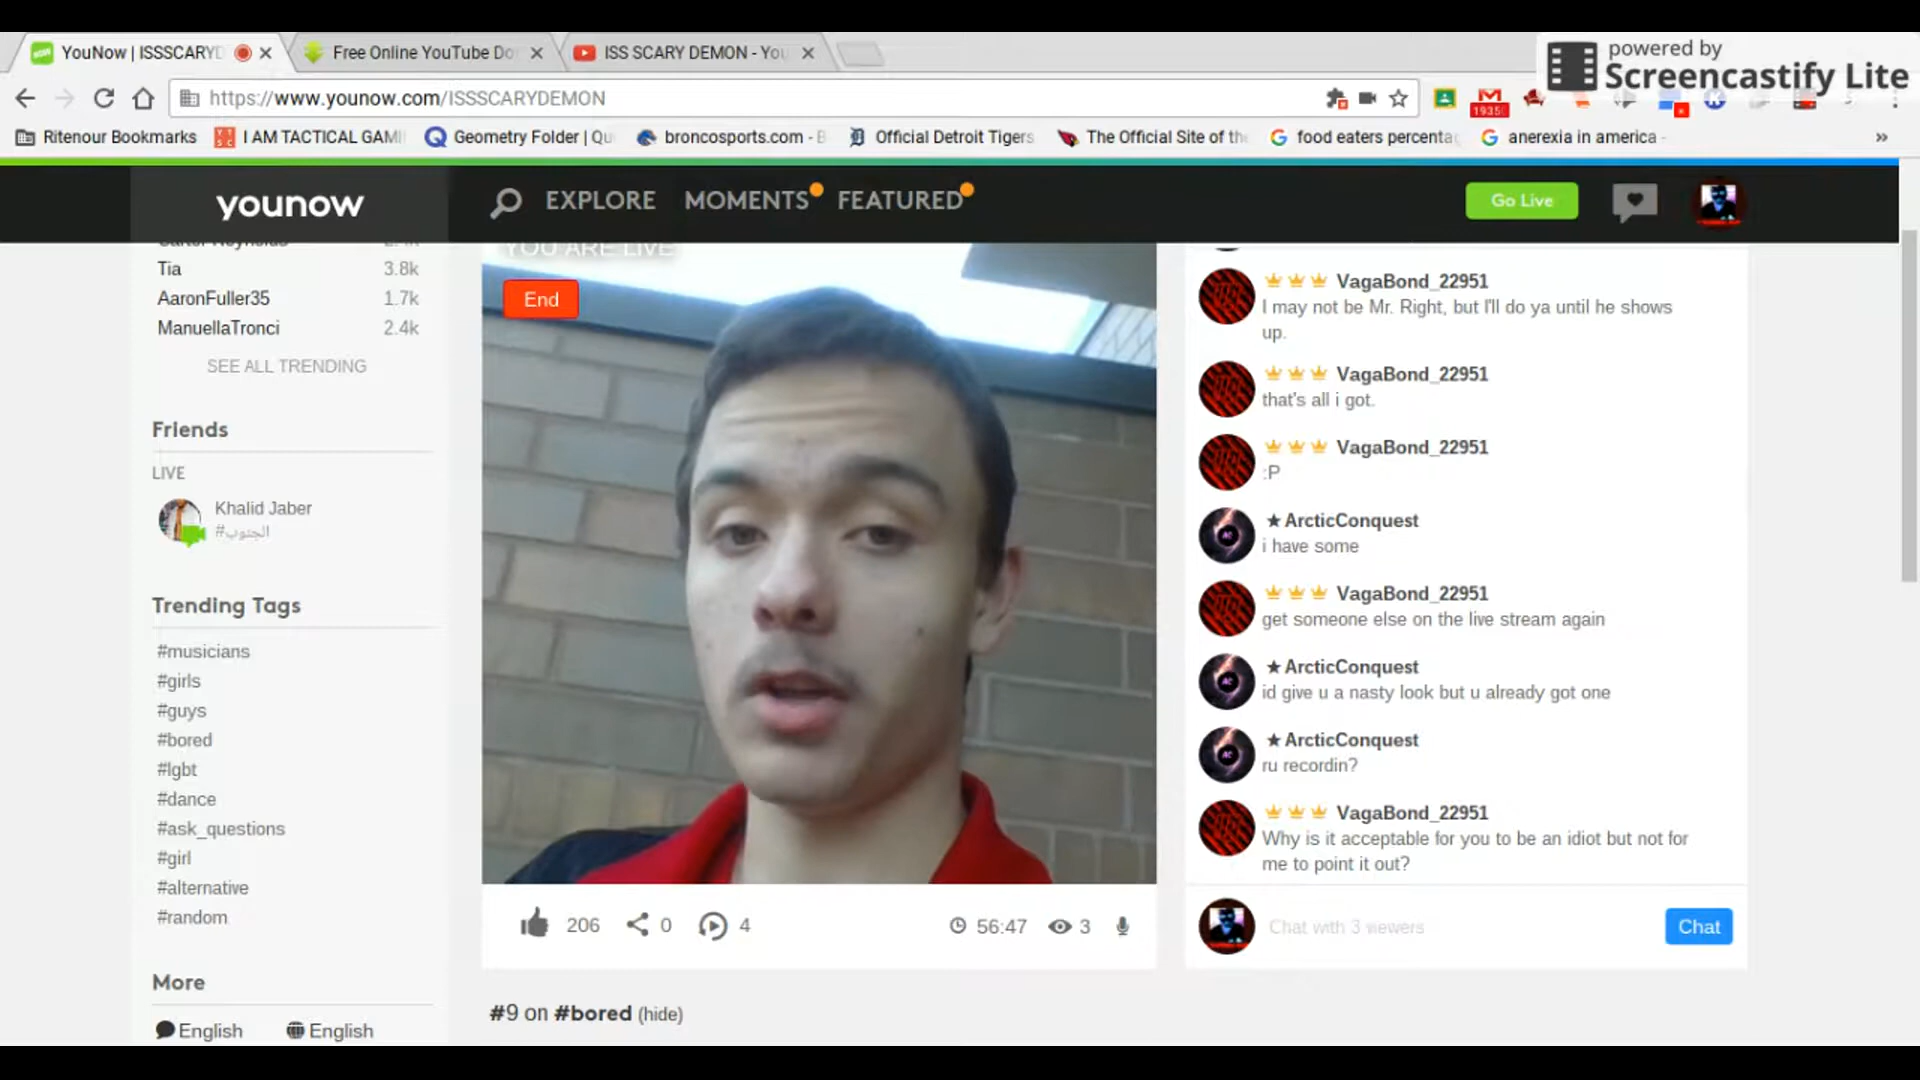 YouNow | ISSSCARYD
Free Online YouTube Do
ISS SCARY DEMON - You
powered by
Screencastify Lite
https://www.younow.com/ISSSCARYDEMON
1935
Ritenour Bookmarks
I AM TACTICAL GAMI
Geometry Folder | Qu
broncosports.com - B
Official Detroit Tigers
The Official Site of the
food eaters percentag
anerexia in america -
»
younow
EXPLORE
MOMENTS
FEATURED
Go Live
Tia 3.8k
AaronFuller35 1.7k
ManuellaTronci 2.4k
SEE ALL TRENDING
Friends
LIVE
Khalid Jaber
#الجنوب
Trending Tags
#musicians
#girls
#guys
#bored
#lgbt
#dance
#ask_questions
#girl
#alternative
#random
More
English
English
YOU ARE LIVE
End
206
0
4
56:47
3
#9 on #bored (hide)
VagaBond_22951
I may not be Mr. Right, but I'll do ya until he shows
up.
VagaBond_22951
that's all i got.
VagaBond_22951
:P
★ArcticConquest
i have some
VagaBond_22951
get someone else on the live stream again
★ArcticConquest
id give u a nasty look but u already got one
★ArcticConquest
ru recordin?
VagaBond_22951
Why is it acceptable for you to be an idiot but not for
me to point it out?
Chat with 3 viewers
Chat